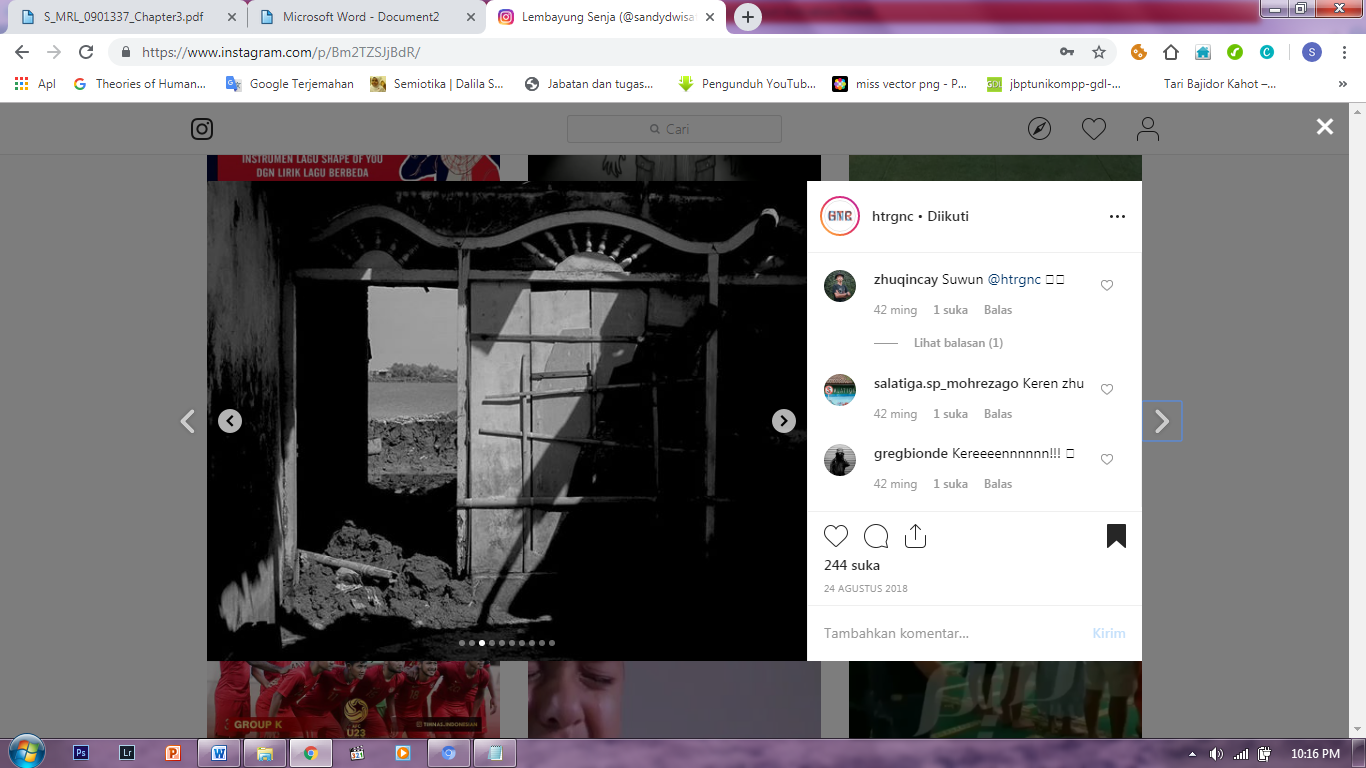 S_MRL_0901337_Chapter3.pdf
Microsoft Word - Document2
Lembayung Senja (@sandydwisa
https://www.instagram.com/p/Bm2TZSJjBdR/
S
Apl
Theories of Human...
Google Terjemahan
Semiotika | Dalila S...
Jabatan dan tugas...
Pengunduh YouTub...
miss vector png - P...
jbptunikompp-gdl-...
Tari Bajidor Kahot –...
Cari
INSTRUMEN LAGU SHAPE OF YOU
DGN LIRIK LAGU BERBEDA
htrgnc • Diikuti
zhuqincay Suwun @htrgnc
42 ming 1 suka Balas
Lihat balasan (1)
salatiga.sp_mohrezago Keren zhu
42 ming 1 suka Balas
gregbionde Kereeeennnnnn!!!
42 ming 1 suka Balas
244 suka
24 AGUSTUS 2018
Tambahkan komentar... Kirim
GROUP K
U23
Ps
Lr
10:16 PM